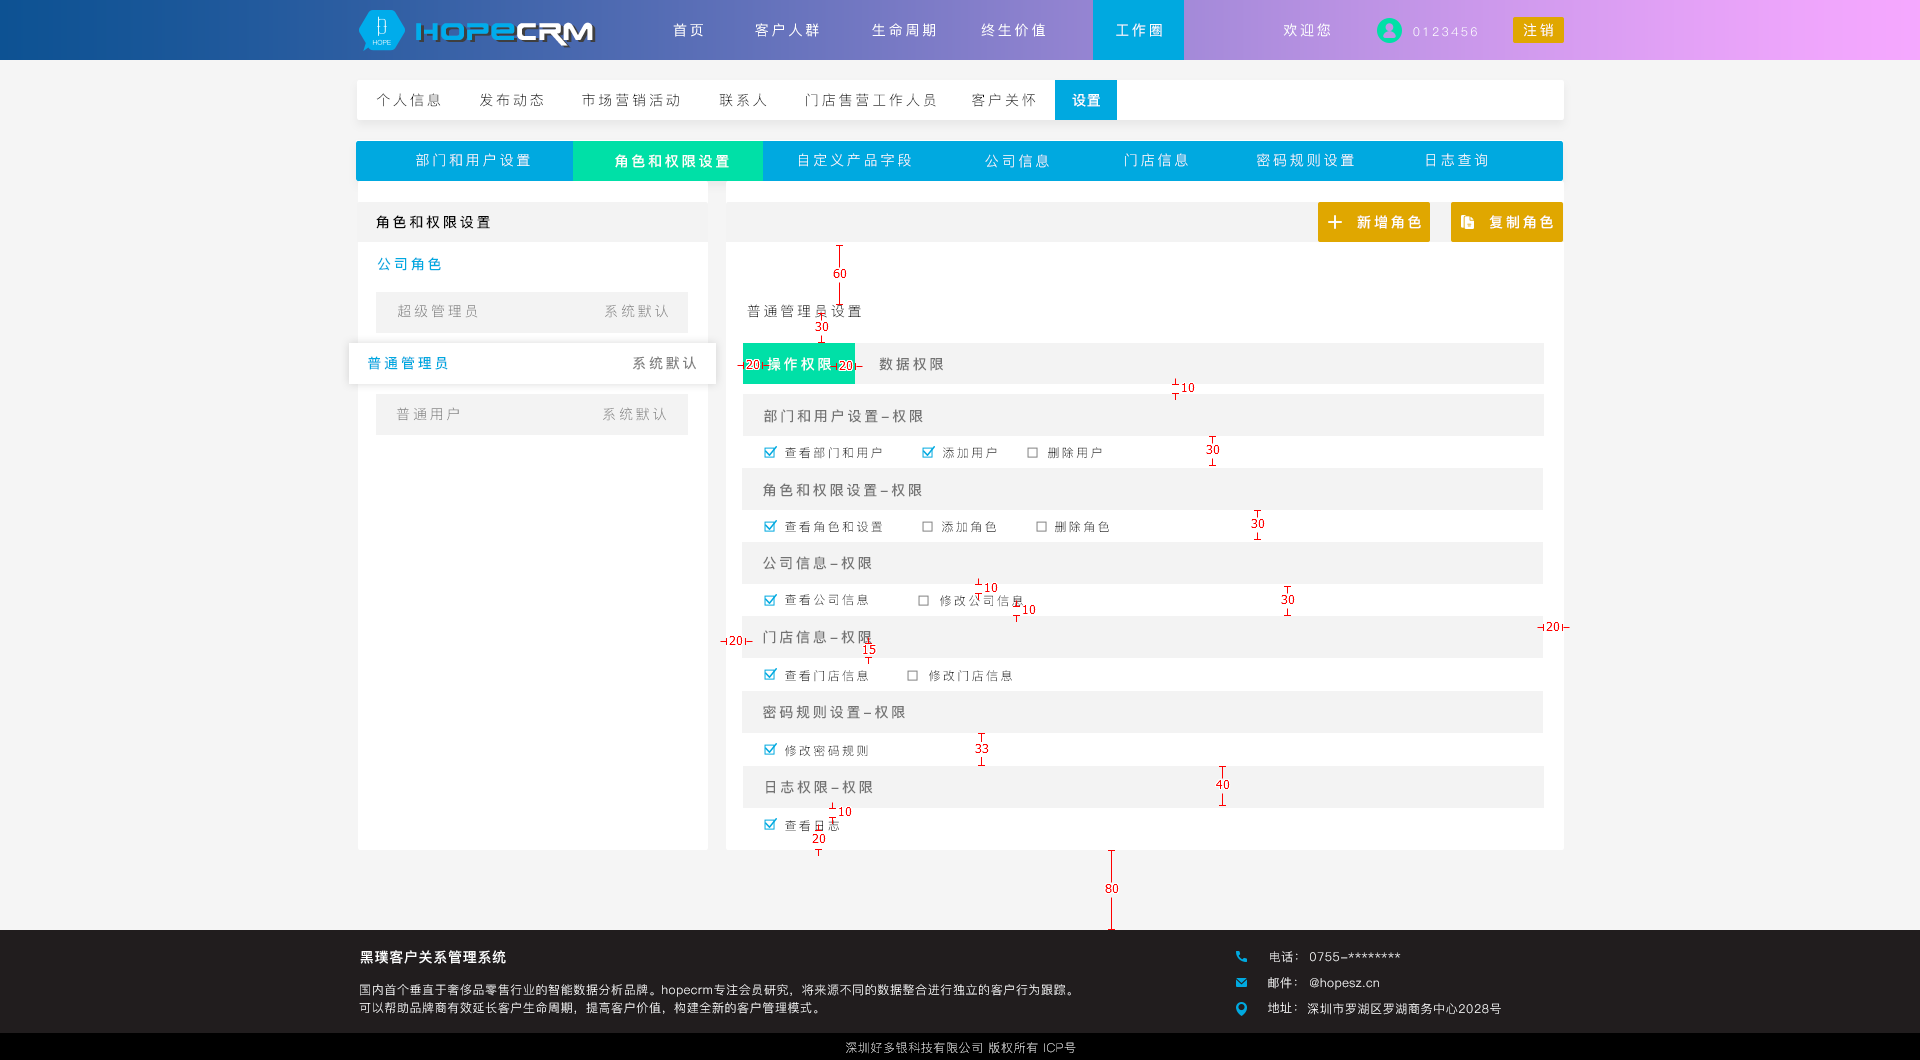 HOPE HOPECRM 首页 客户人群 生命周期 终生价值 工作圈 欢迎您 0123456 注销
个人信息 发布动态 市场营销活动 联系人 门店售营工作人员 客户关怀 设置
部门和用户设置 角色和权限设置 自定义产品字段 公司信息 门店信息 密码规则设置 日志查询
角色和权限设置
新增角色 复制角色
公司角色
60
超级管理员 系统默认
普通管理员设置
30
普通管理员 系统默认
20 操作权限 20 数据权限
10
普通用户 系统默认
部门和用户设置-权限
查看部门和用户 添加用户 删除用户 30
角色和权限设置-权限
查看角色和设置 添加角色 删除角色 30
公司信息-权限
10
查看公司信息 修改公司信息 30
10
20 门店信息-权限 20
15
查看门店信息 修改门店信息
密码规则设置-权限
修改密码规则 33
日志权限-权限 40
10
查看日志
20
80
黑璞客户关系管理系统
国内首个垂直于奢侈品零售行业的智能数据分析品牌。hopecrm专注会员研究，将来源不同的数据整合进行独立的客户行为跟踪。
可以帮助品牌商有效延长客户生命周期，提高客户价值，构建全新的客户管理模式。
电话： 0755-********
邮件： @hopesz.cn
地址： 深圳市罗湖区罗湖商务中心2028号
深圳好多银科技有限公司 版权所有 ICP号